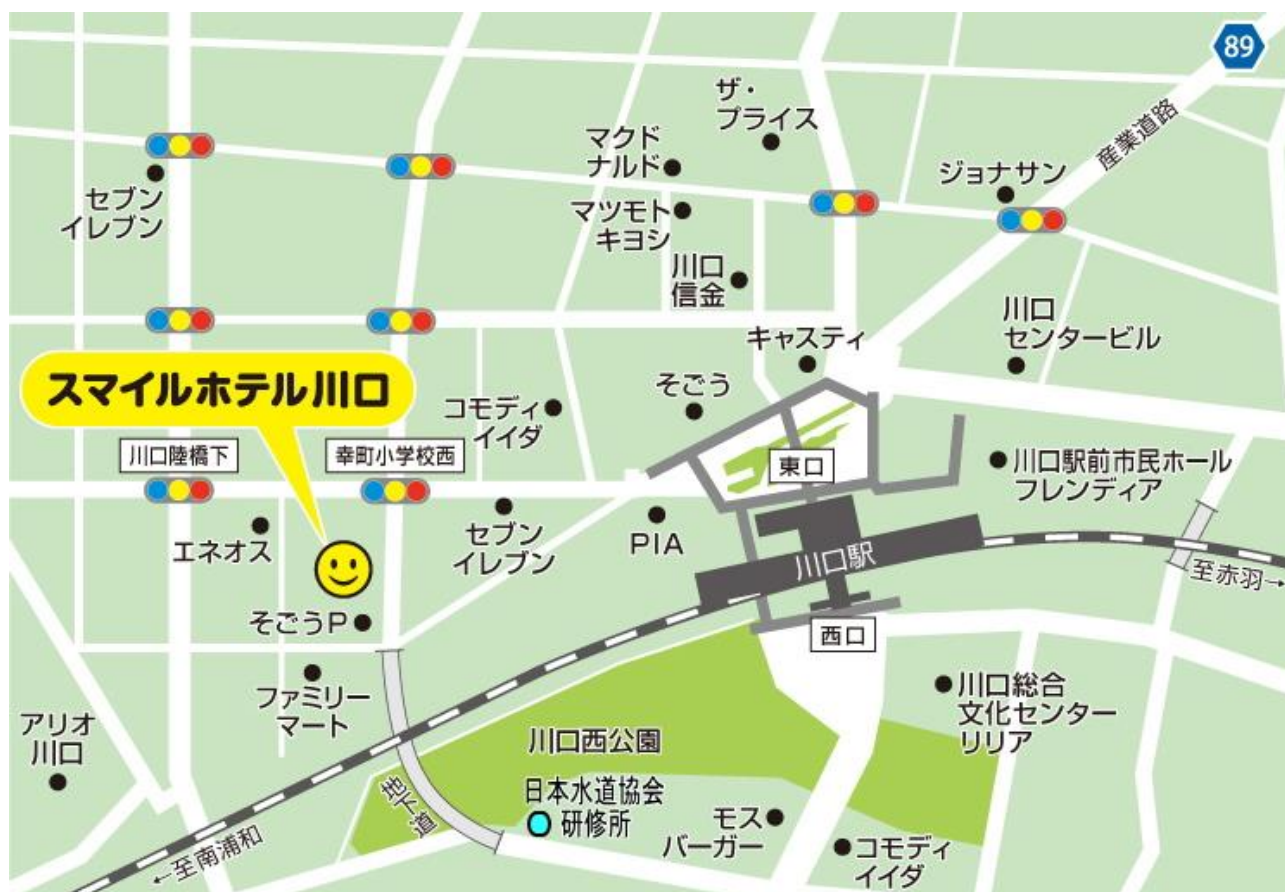 89
産業道路
ザ・
プライス
マクド
ナルド
ジョナサン
セブン
イレブン
マツモト
キヨシ
川口
信金
川口
センタービル
キャスティ
スマイルホテル川口
そごう
コモディ
イイダ
川口陸橋下
幸町小学校西
東口
川口駅前市民ホール
フレンディア
エネオス
セブン
イレブン
PIA
川口駅
至赤羽→
そごうP
西口
ファミリー
マート
川口総合
文化センター
リリア
アリオ
川口
川口西公園
地下道
日本水道協会
研修所
モス
バーガー
コモディ
イイダ
←至南浦和